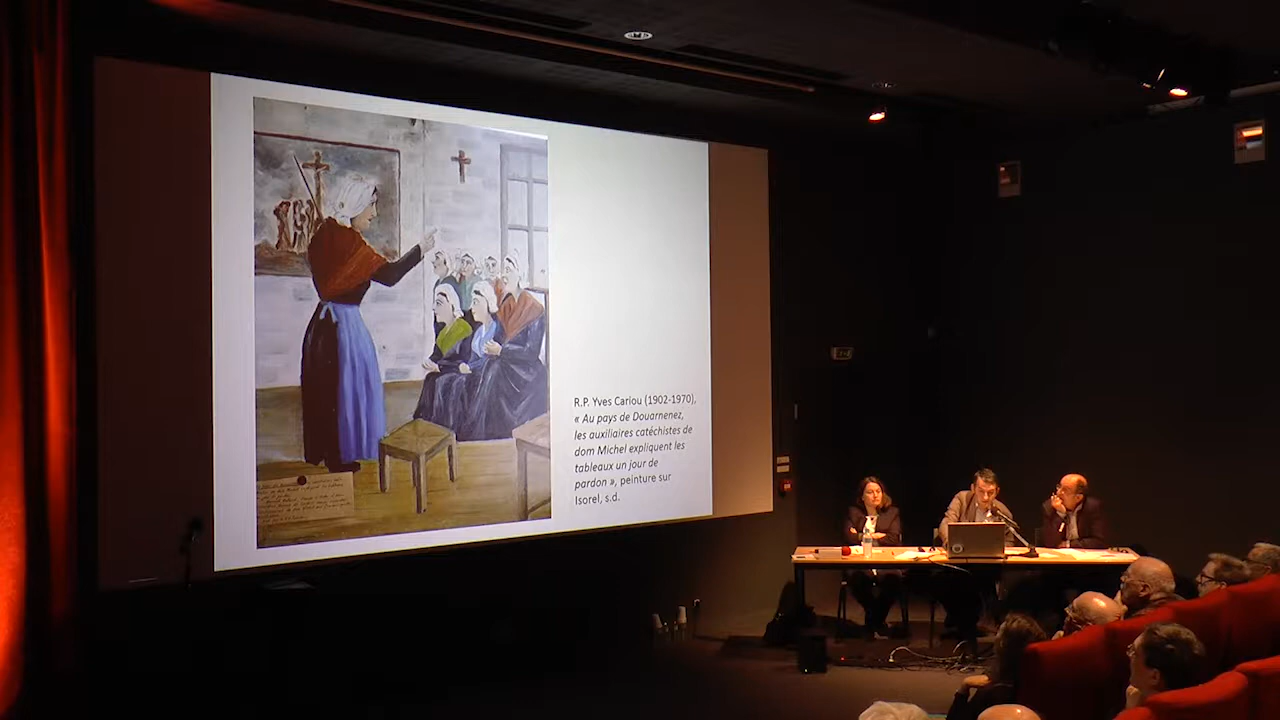 R.P. Yves Cariou (1902-1970),
« Au pays de Douarnenez,
les auxiliaires catéchistes de
dom Michel expliquent les
tableaux un jour de
pardon », peinture sur
Isorel, s.d.